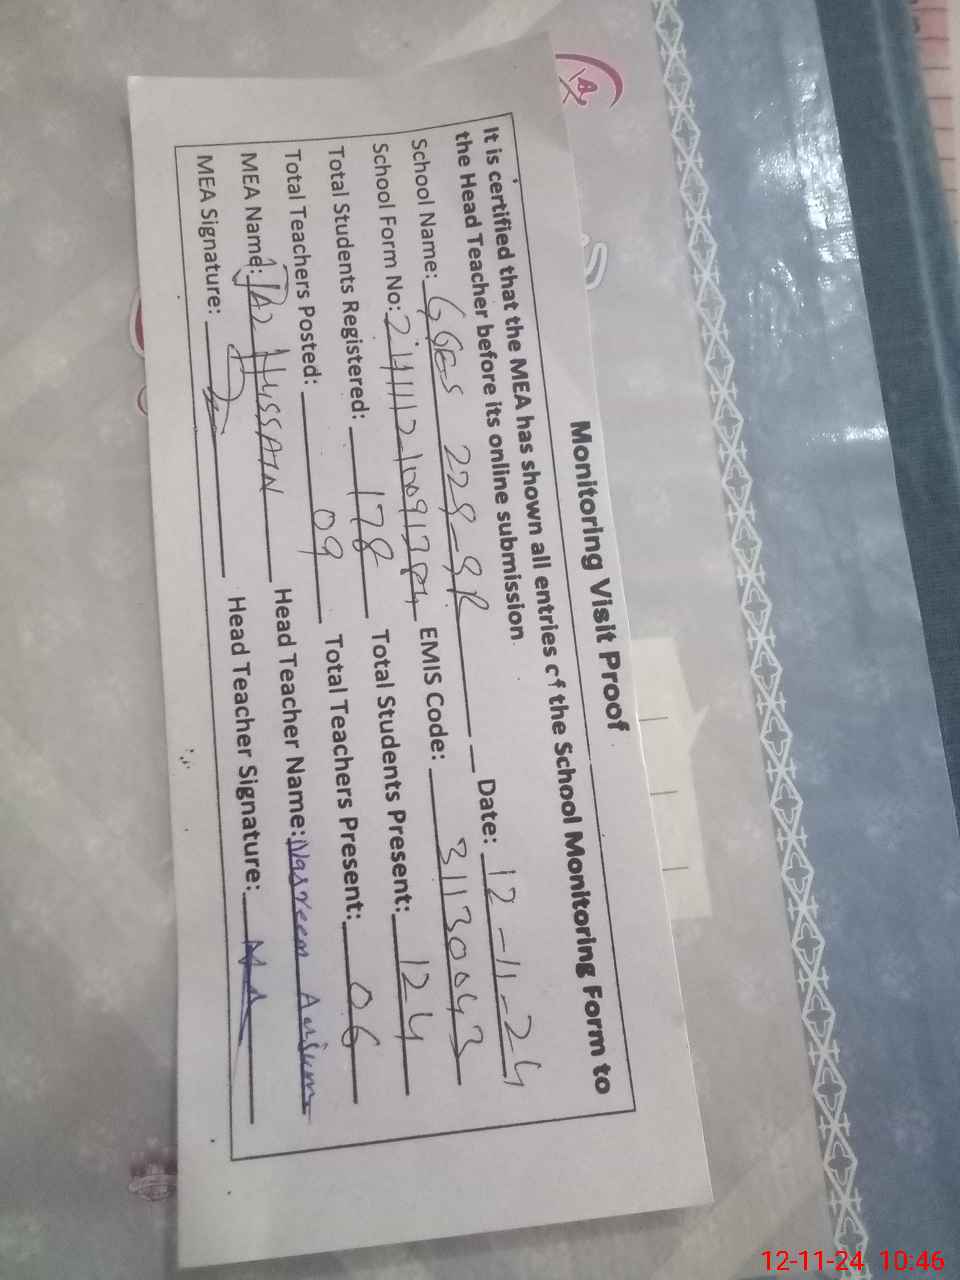 Monitoring Visit Proof
It is certified that the MEA has shown all entries of the School Monitoring Form to
the Head Teacher before its online submission.
School Name: GGES 228-9R Date: 12-11-24
School Form No: EMIS Code: 31130043
Total Students Registered: 178 Total Students Present: 124
Total Teachers Posted: 09 Total Teachers Present: 06
MEA Name: HUSSAIN Head Teacher Name: Nasreem Anjum
MEA Signature: Head Teacher Signature:
12-11-24 10:46